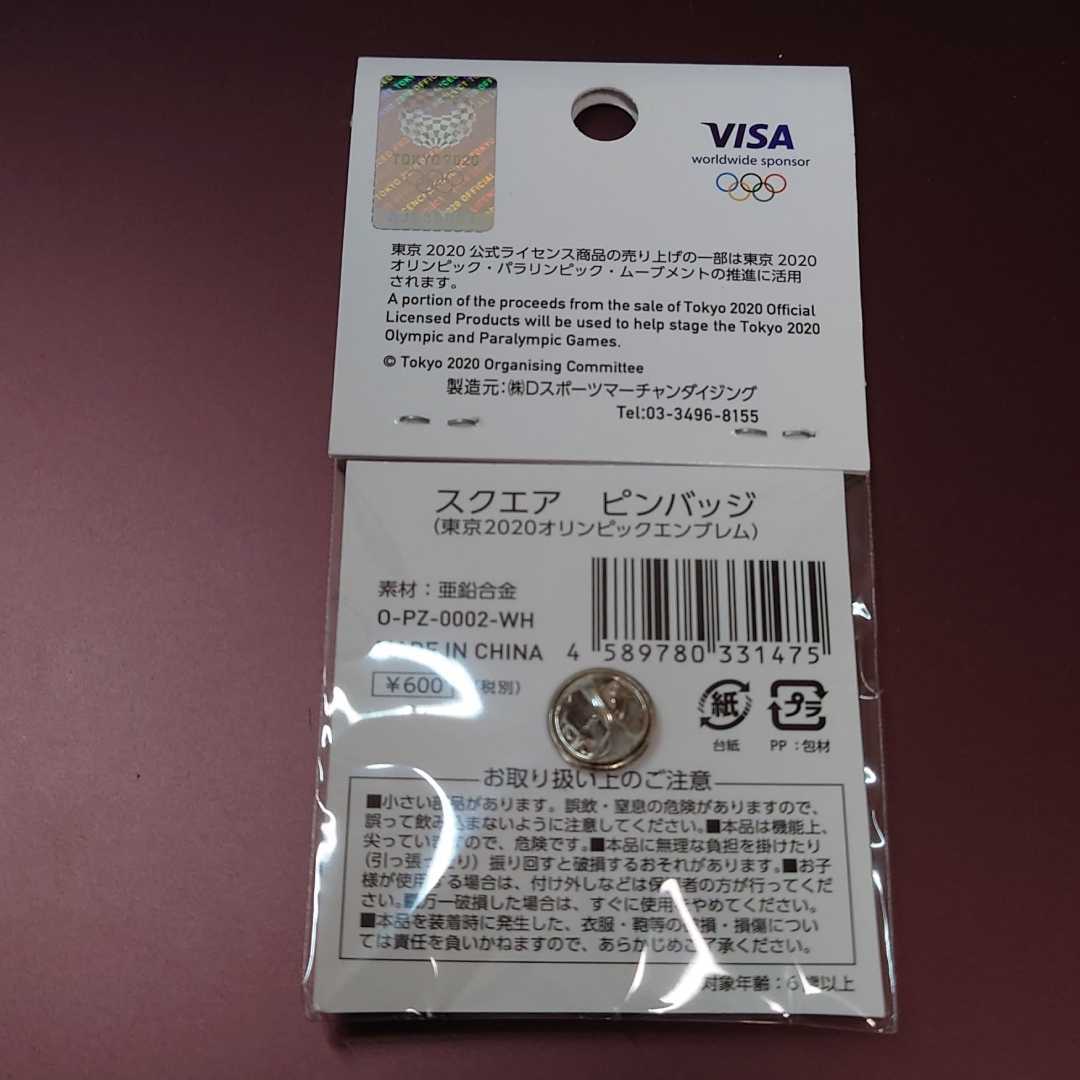 TOKYO 2020
VISA
worldwide sponsor
東京 2020 公式ライセンス商品の売り上げの一部は東京 2020
オリンピック・パラリンピック・ムーブメントの推進に活用
されます。
A portion of the proceeds from the sale of Tokyo 2020 Official
Licensed Products will be used to help stage the Tokyo 2020
Olympic and Paralympic Games.
© Tokyo 2020 Organising Committee
製造元:㈱Dスポーツマーチャンダイジング
Tel:03-3496-8155
スクエア ピンバッジ
(東京2020オリンピックエンブレム)
素材:亜鉛合金
O-PZ-0002-WH
MADE IN CHINA
4 589780 331475
¥600 (税別)
紙 プラ
台紙 PP:包材
お取り扱い上のご注意
■小さい部品があります。誤飲・窒息の危険がありますので、
誤って飲み込まないように注意してください。■本品は機能上、
尖っていますので、危険です。■本品に無理な負担を掛けたり
(引っ張ったり)振り回すと破損するおそれがあります。■お子
様が使用する場合は、付け外しなどは保護者の方が行ってくだ
さい。■万一破損した場合は、すぐに使用をやめてください。
■本品を装着時に発生した、衣服・鞄等の破損・損傷につい
ては責任を負いかねますので、あらかじめご了承ください。
対象年齢:6歳以上